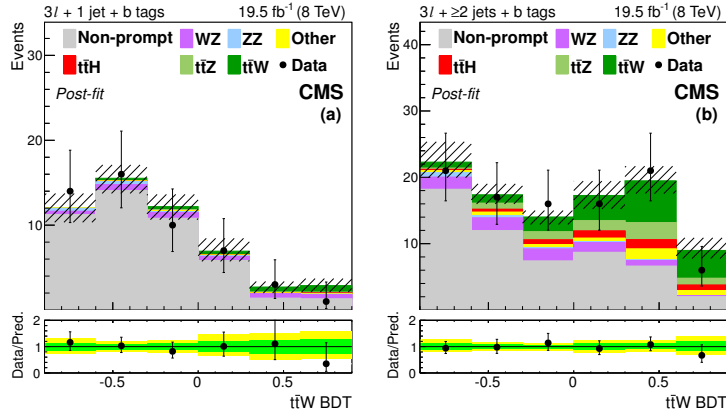 3l + 1 jet + b tags 19.5 fb⁻¹ (8 TeV)
Events
30
20
10
Non-prompt WZ ZZ Other
tt̄H tt̄Z tt̄W Data
Post-fit
CMS
(a)
Data/Pred.
2
1
0
-0.5 0 0.5
tt̄W BDT
3l + ≥2 jets + b tags 19.5 fb⁻¹ (8 TeV)
Events
40
30
20
10
Non-prompt WZ ZZ Other
tt̄H tt̄Z tt̄W Data
Post-fit
CMS
(b)
Data/Pred.
2
1
0
-0.5 0 0.5
tt̄W BDT